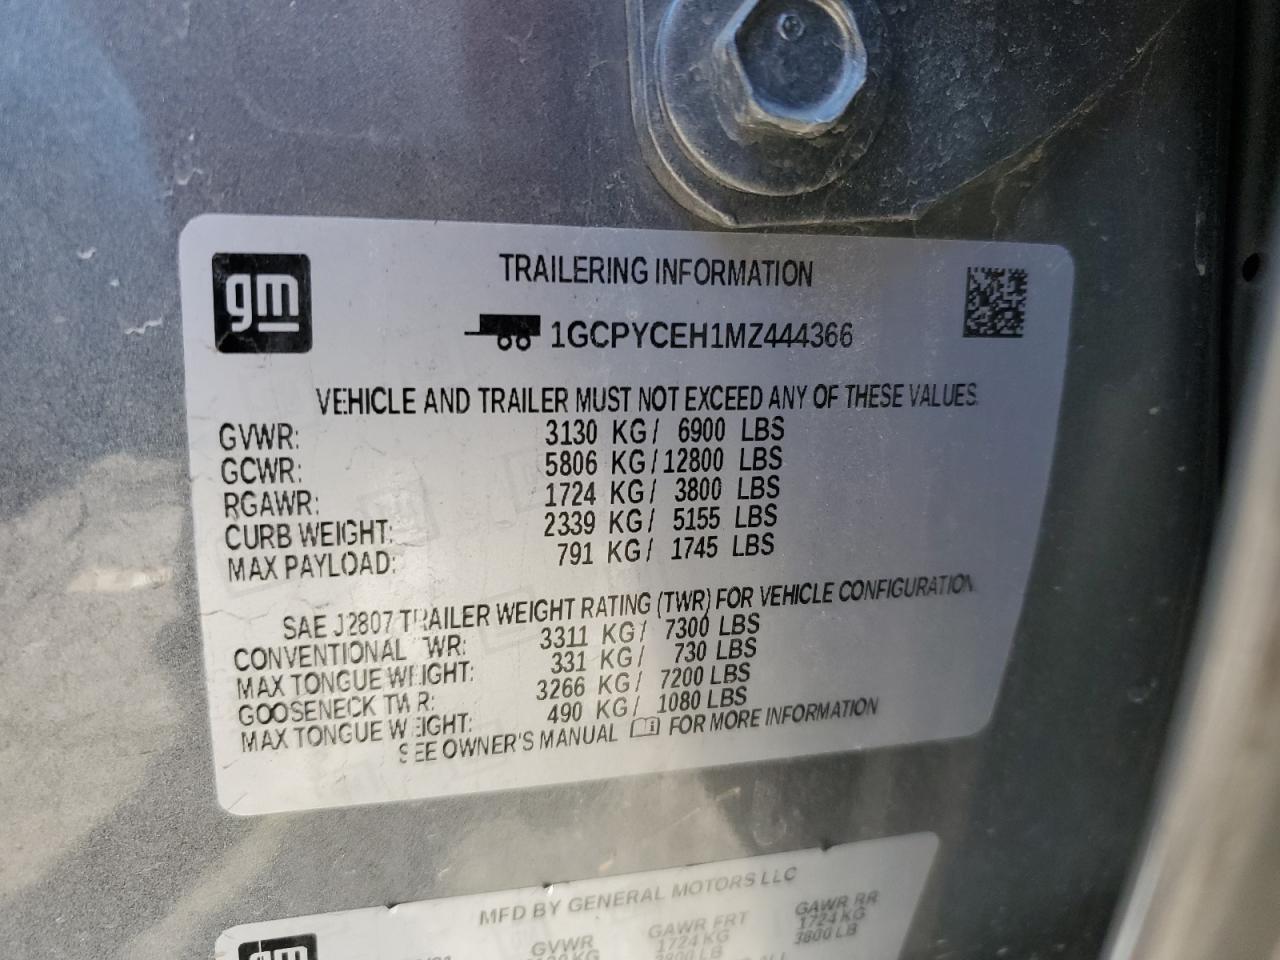 gm
TRAILERING INFORMATION
1GCPYCEH1MZ444366
VEHICLE AND TRAILER MUST NOT EXCEED ANY OF THESE VALUES.
GVWR: 3130 KG/ 6900 LBS
GCWR: 5806 KG/12800 LBS
RGAWR: 1724 KG/ 3800 LBS
CURB WEIGHT: 2339 KG/ 5155 LBS
MAX PAYLOAD: 791 KG/ 1745 LBS
SAE J2807 TRAILER WEIGHT RATING (TWR) FOR VEHICLE CONFIGURATION
CONVENTIONAL TWR: 3311 KG/ 7300 LBS
MAX TONGUE WEIGHT: 331 KG/ 730 LBS
GOOSENECK TWR: 3266 KG/ 7200 LBS
MAX TONGUE WEIGHT: 490 KG/ 1080 LBS
SEE OWNER'S MANUAL FOR MORE INFORMATION
MFD BY GENERAL MOTORS LLC
gm
GVWR GAWR FRT GAWR RR
1724 KG 1724 KG
3800 LB